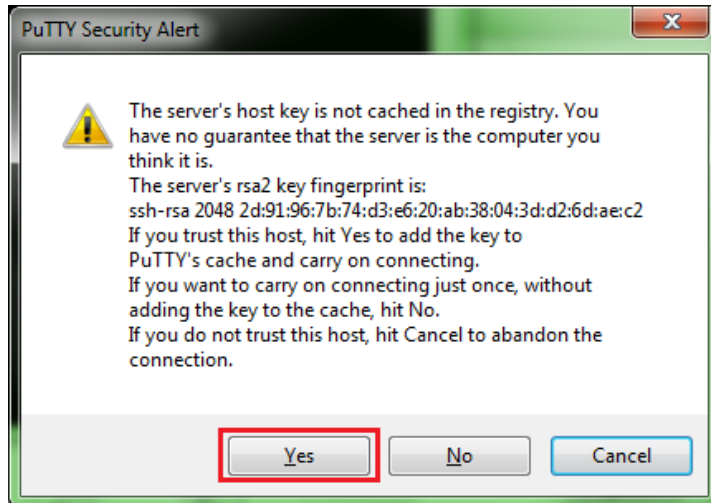 PuTTY Security Alert
The server's host key is not cached in the registry. You
have no guarantee that the server is the computer you
think it is.
The server's rsa2 key fingerprint is:
ssh-rsa 2048 2d:91:96:7b:74:d3:e6:20:ab:38:04:3d:d2:6d:ae:c2
If you trust this host, hit Yes to add the key to
PuTTY's cache and carry on connecting.
If you want to carry on connecting just once, without
adding the key to the cache, hit No.
If you do not trust this host, hit Cancel to abandon the
connection.
Yes No Cancel